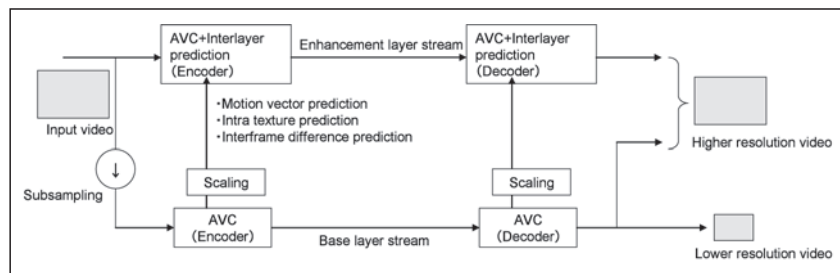 AVC+Interlayer
prediction
(Encoder)
Enhancement layer stream
AVC+Interlayer
prediction
(Decoder)
Input video
・Motion vector prediction
・Intra texture prediction
・Interframe difference prediction
Higher resolution video
Subsampling
Scaling
Scaling
AVC
(Encoder)
Base layer stream
AVC
(Decoder)
Lower resolution video